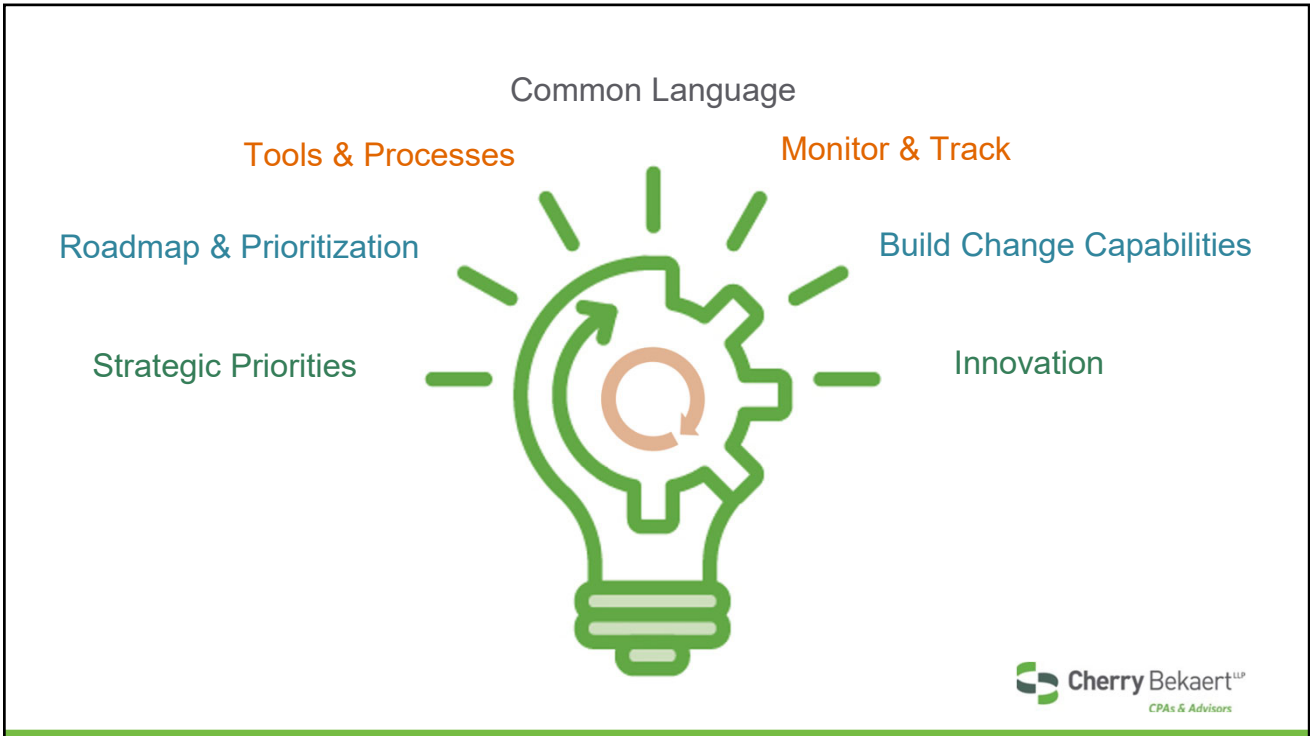 Common Language
Tools & Processes
Monitor & Track
Roadmap & Prioritization
Build Change Capabilities
Strategic Priorities
Innovation
Cherry Bekaert LLP
CPAs & Advisors